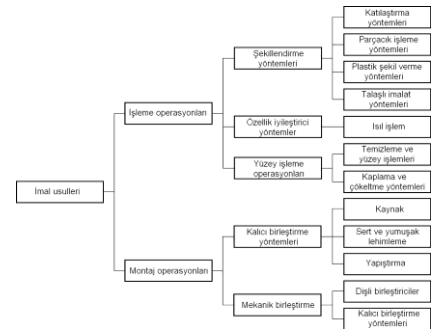 Katılaştırma
yöntemleri
Parçacık işleme
yöntemleri
Şekillendirme
yöntemleri
Plastik şekil verme
yöntemleri
Talaşlı imalat
yöntemleri
İşleme operasyonları
Özellik iyileştirici
yöntemler
Isıl işlem
Temizleme ve
yüzey işlemleri
Yüzey işleme
operasyonları
Kaplama ve
çökeltme yöntemleri
İmal usulleri
Kaynak
Kalıcı birleştirme
yöntemleri
Sert ve yumuşak
lehimleme
Yapıştırma
Montaj operasyonları
Dişli birleştiriciler
Mekanik birleştirme
Kalıcı birleştirme
yöntemleri